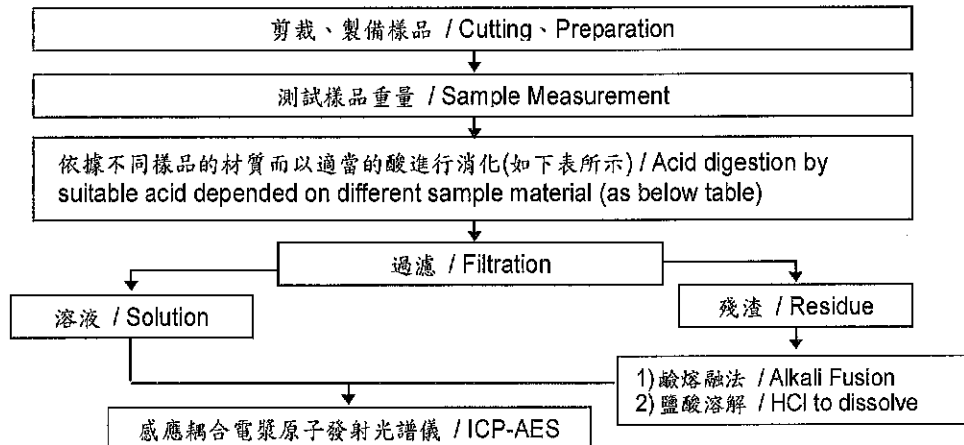 剪裁、製備樣品 / Cutting、Preparation
測試樣品重量 / Sample Measurement
依據不同樣品的材質而以適當的酸進行消化(如下表所示) / Acid digestion by
suitable acid depended on different sample material (as below table)
過濾 / Filtration
溶液 / Solution
殘渣 / Residue
1) 鹼熔融法 / Alkali Fusion
2) 鹽酸溶解 / HCl to dissolve
感應耦合電漿原子發射光譜儀 / ICP-AES